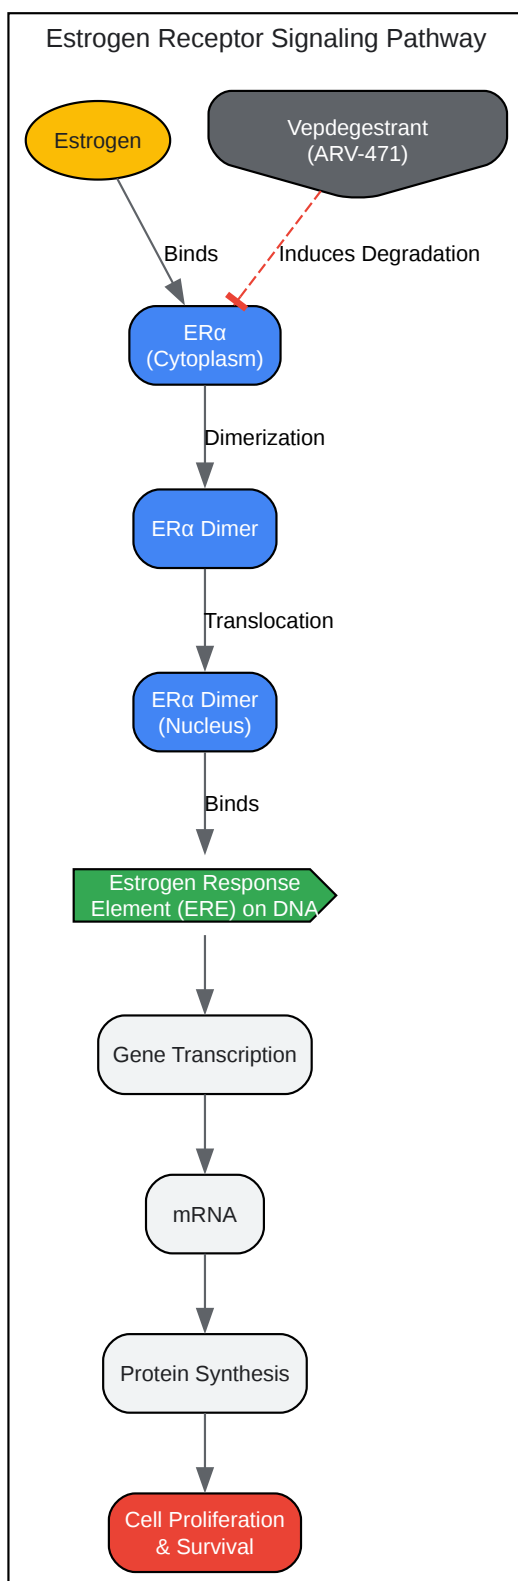 Estrogen Receptor Signaling Pathway
Estrogen
Vepdegestrant
(ARV-471)
Binds
Induces Degradation
ERα
(Cytoplasm)
Dimerization
ERα Dimer
Translocation
ERα Dimer
(Nucleus)
Binds
Estrogen Response
Element (ERE) on DNA
Gene Transcription
mRNA
Protein Synthesis
Cell Proliferation
& Survival